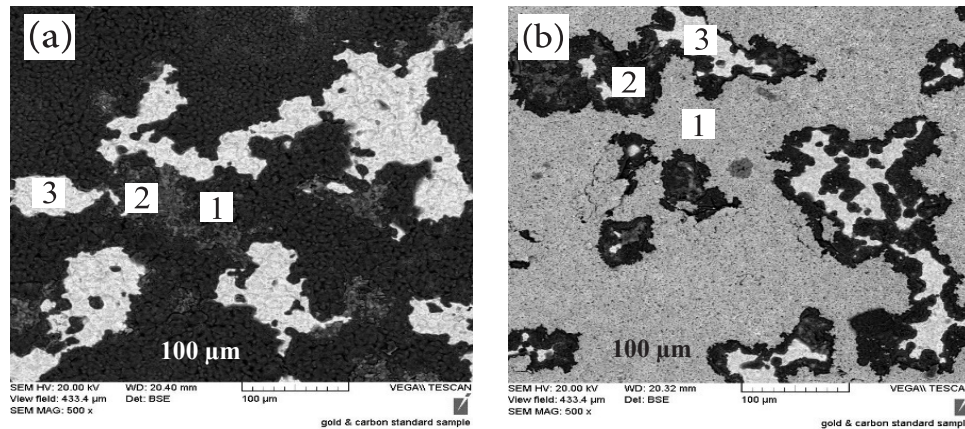 (a)
3
2
1
100 µm
SEM HV: 20.00 kV WD: 20.40 mm
View field: 433.4 µm Det: BSE 100 µm
SEM MAG: 500 x
VEGA\\ TESCAN
gold & carbon standard sample
(b)
3
2
1
100 µm
SEM HV: 20.00 kV WD: 20.32 mm
View field: 433.4 µm Det: BSE 100 µm
SEM MAG: 500 x
VEGA\\ TESCAN
gold & carbon standard sample